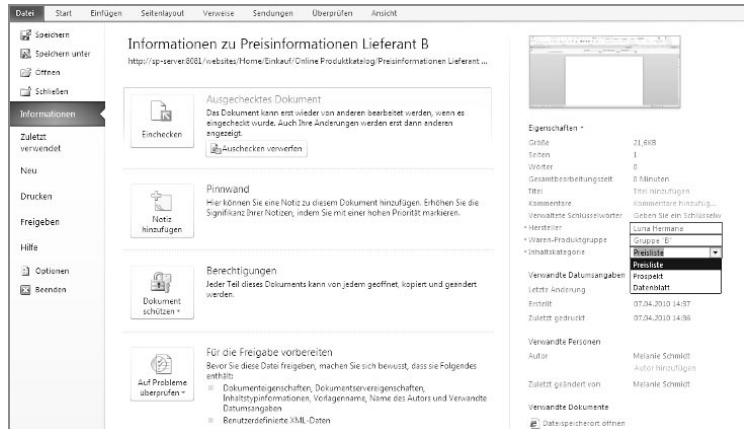 Datei Start Einfügen Seitenlayout Verweise Sendungen Überprüfen Ansicht
Speichern
Speichern unter
Öffnen
Schließen
Informationen
Zuletzt
verwendet
Neu
Drucken
Freigeben
Hilfe
Optionen
Beenden
Informationen zu Preisinformationen Lieferant B
http://sp-server:8081/websites/Home/Einkauf/Online Produktkatalog/Preisinformationen Lieferant ...
Einchecken
Ausgechecktes Dokument
Das Dokument kann erst wieder von anderen bearbeitet werden, wenn es
eingecheckt wurde. Auch Ihre Änderungen werden erst dann anderen
angezeigt.
Auschecken verwerfen
Notiz
hinzufügen
Pinnwand
Hier können Sie eine Notiz zu diesem Dokument hinzufügen. Erhöhen Sie die
Signifikanz Ihrer Notizen, indem Sie mit einer hohen Priorität markieren.
Dokument
schützen
Berechtigungen
Jeder Teil dieses Dokuments kann von jedem geöffnet, kopiert und geändert
werden.
Auf Probleme
überprüfen
Für die Freigabe vorbereiten
Bevor Sie diese Datei freigeben, machen Sie sich bewusst, dass sie Folgendes
enthält:
Dokumenteigenschaften, Dokumentservereigenschaften,
Inhaltstypinformationen, Vorlagenname, Name des Autors und Verwandte
Datumsangaben
Benutzerdefinierte XML-Daten
Eigenschaften
Größe 21,6KB
Seiten 1
Wörter 0
Gesamtbearbeitungszeit 0 Minuten
Titel Titel hinzufügen
Kommentare Kommentare hinzufüg...
Verwaltete Schlüsselwörter Geben Sie ein Schlüsselw
* Hersteller Luna Hermana
* Waren-Produktgruppe Gruppe 'B'
* Inhaltskategorie Preisliste
Preisliste
Prospekt
Datenblatt
Verwandte Datumsangaben
Letzte Änderung
Erstellt 07.04.2010 14:37
Zuletzt gedruckt 07.04.2010 14:36
Verwandte Personen
Autor Melanie Schmidt
Autor hinzufügen
Zuletzt geändert von Melanie Schmidt
Verwandte Dokumente
Dateispeicherort öffnen